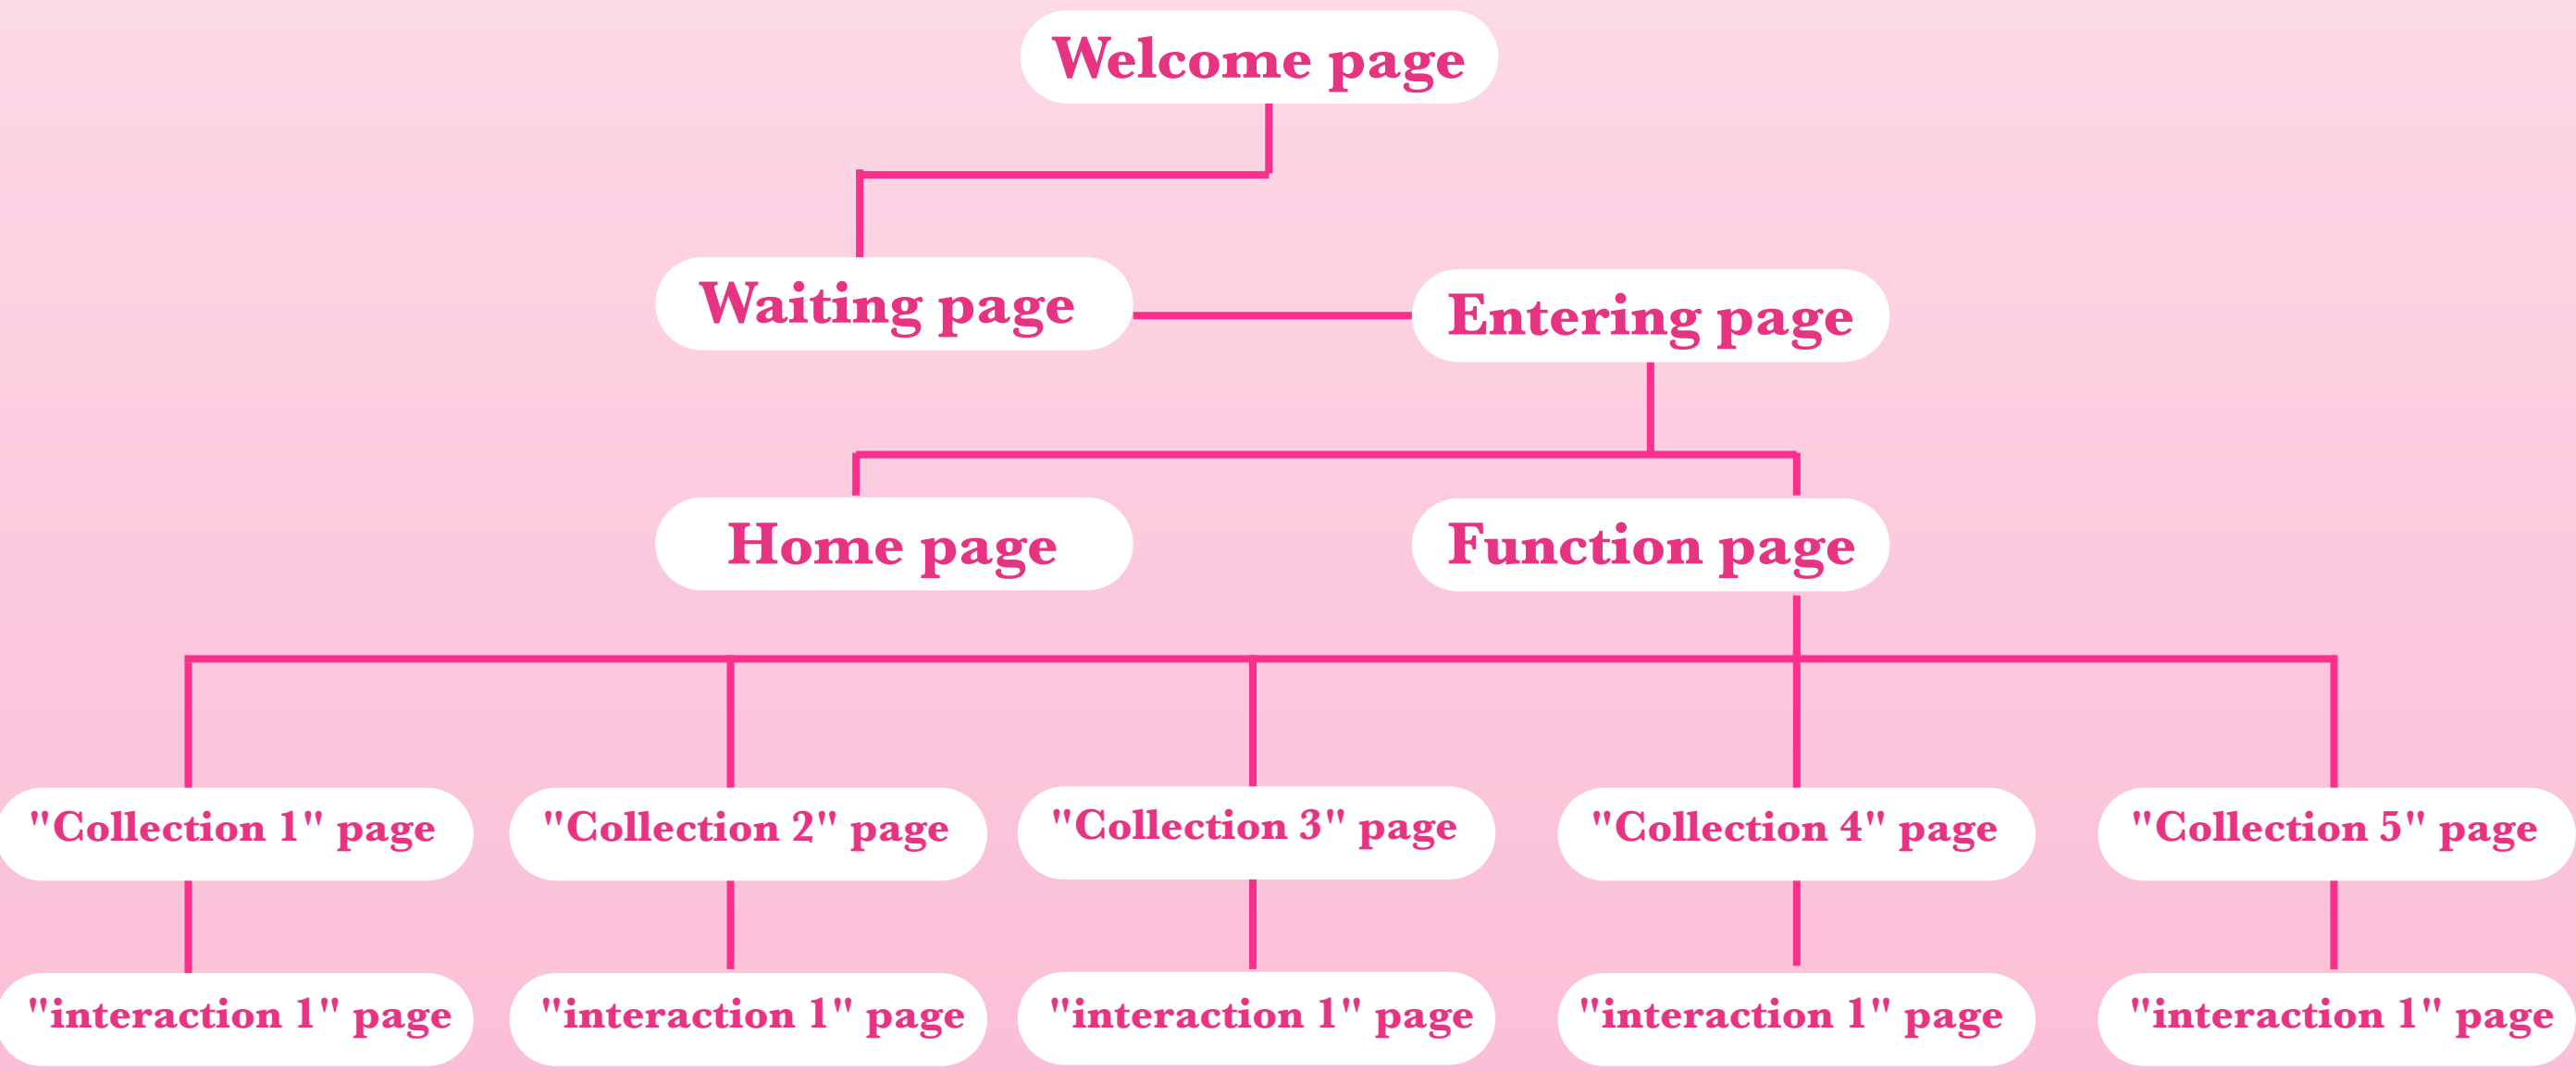 Welcome page
Waiting page
Entering page
Home page
Function page
"Collection 1" page
"Collection 2" page
"Collection 3" page
"Collection 4" page
"Collection 5" page
"interaction 1" page
"interaction 1" page
"interaction 1" page
"interaction 1" page
"interaction 1" page